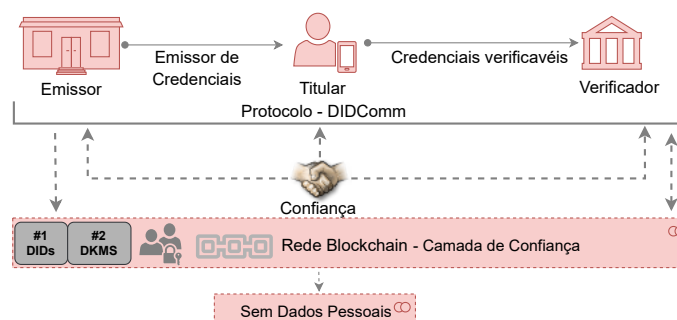 Emissor de
Credenciais
Credenciais verificavéis
Emissor
Titular
Verificador
Protocolo - DIDComm
Confiança
#1
DIDs
#2
DKMS
Rede Blockchain - Camada de Confiança
Sem Dados Pessoais